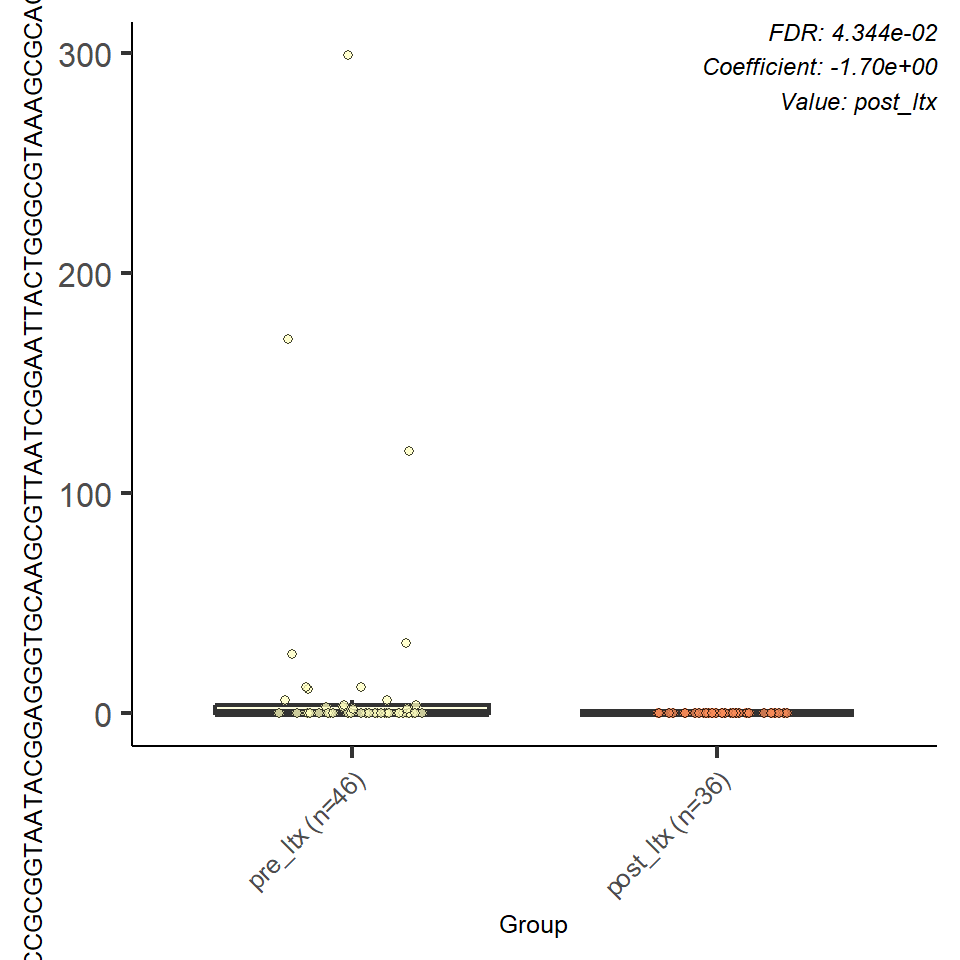 FDR: 4.344e-02
Coefficient: -1.70e+00
Value: post_ltx
300
200
100
0
CCGCGGTAATACGGAGGGTGCAAGCGTTAATCGGAATTACTGGGCGTAAAGCGCAC
pre_ltx (n=46)
post_ltx (n=36)
Group